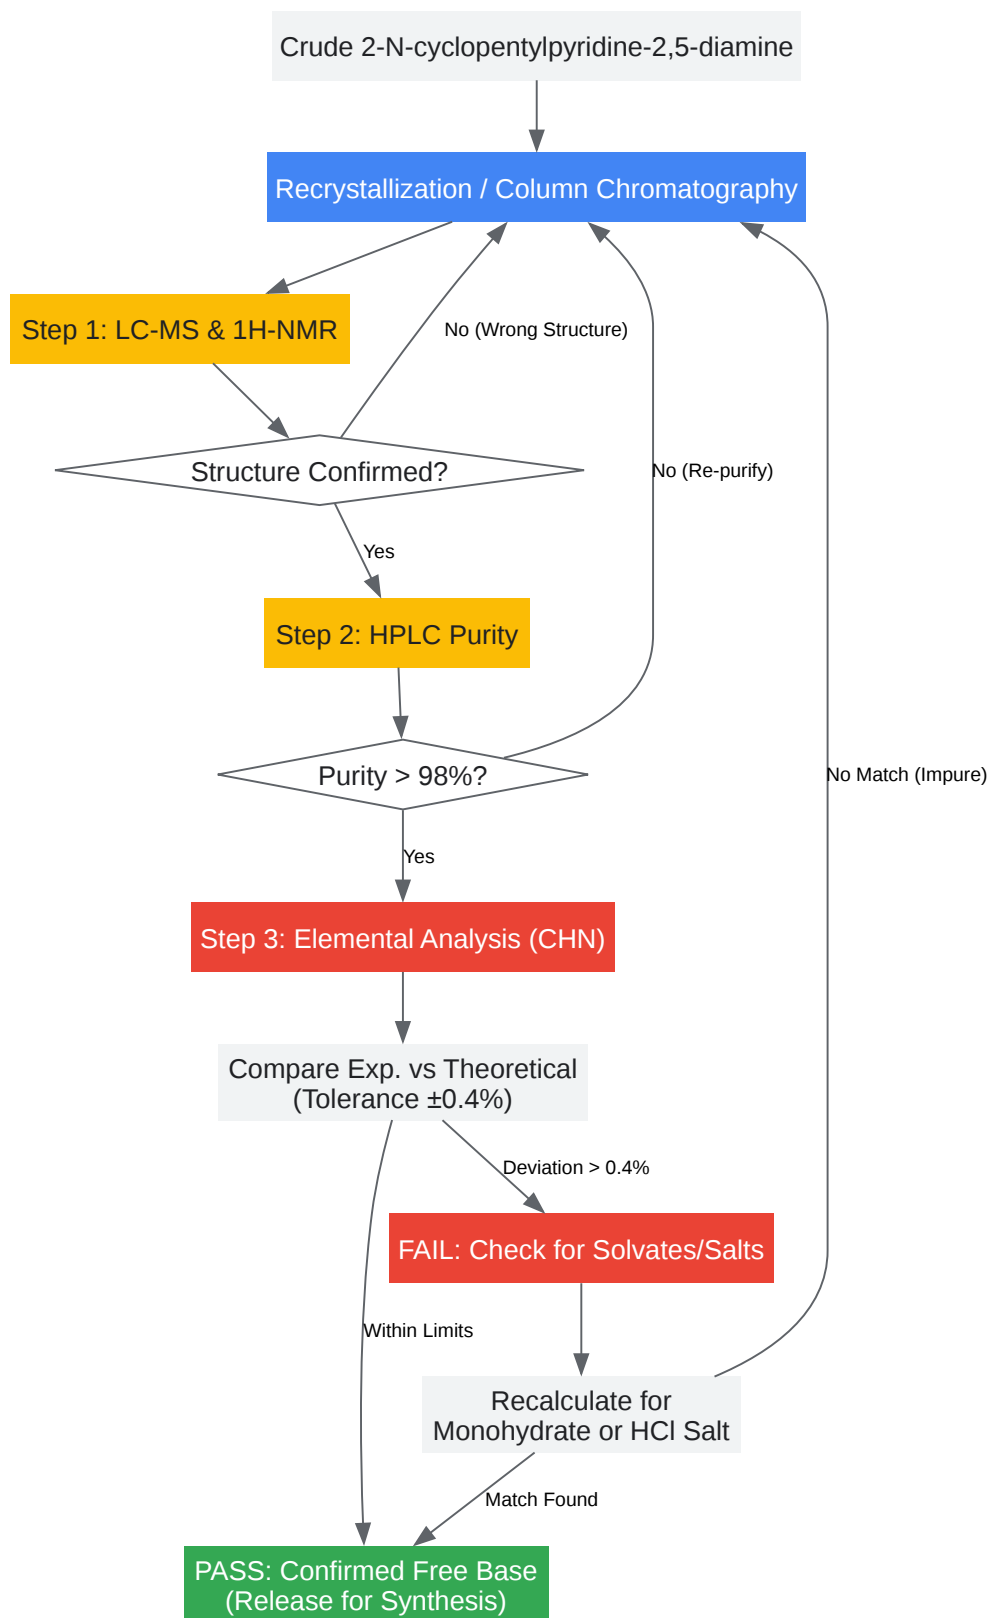 Crude 2-N-cyclopentylpyridine-2,5-diamine
Recrystallization / Column Chromatography
Step 1: LC-MS & 1H-NMR
No (Wrong Structure)
Structure Confirmed?
No (Re-purify)
Yes
Step 2: HPLC Purity
Purity > 98%?
No Match (Impure)
Yes
Step 3: Elemental Analysis (CHN)
Compare Exp. vs Theoretical
(Tolerance ±0.4%)
Deviation > 0.4%
FAIL: Check for Solvates/Salts
Within Limits
Recalculate for
Monohydrate or HCl Salt
Match Found
PASS: Confirmed Free Base
(Release for Synthesis)